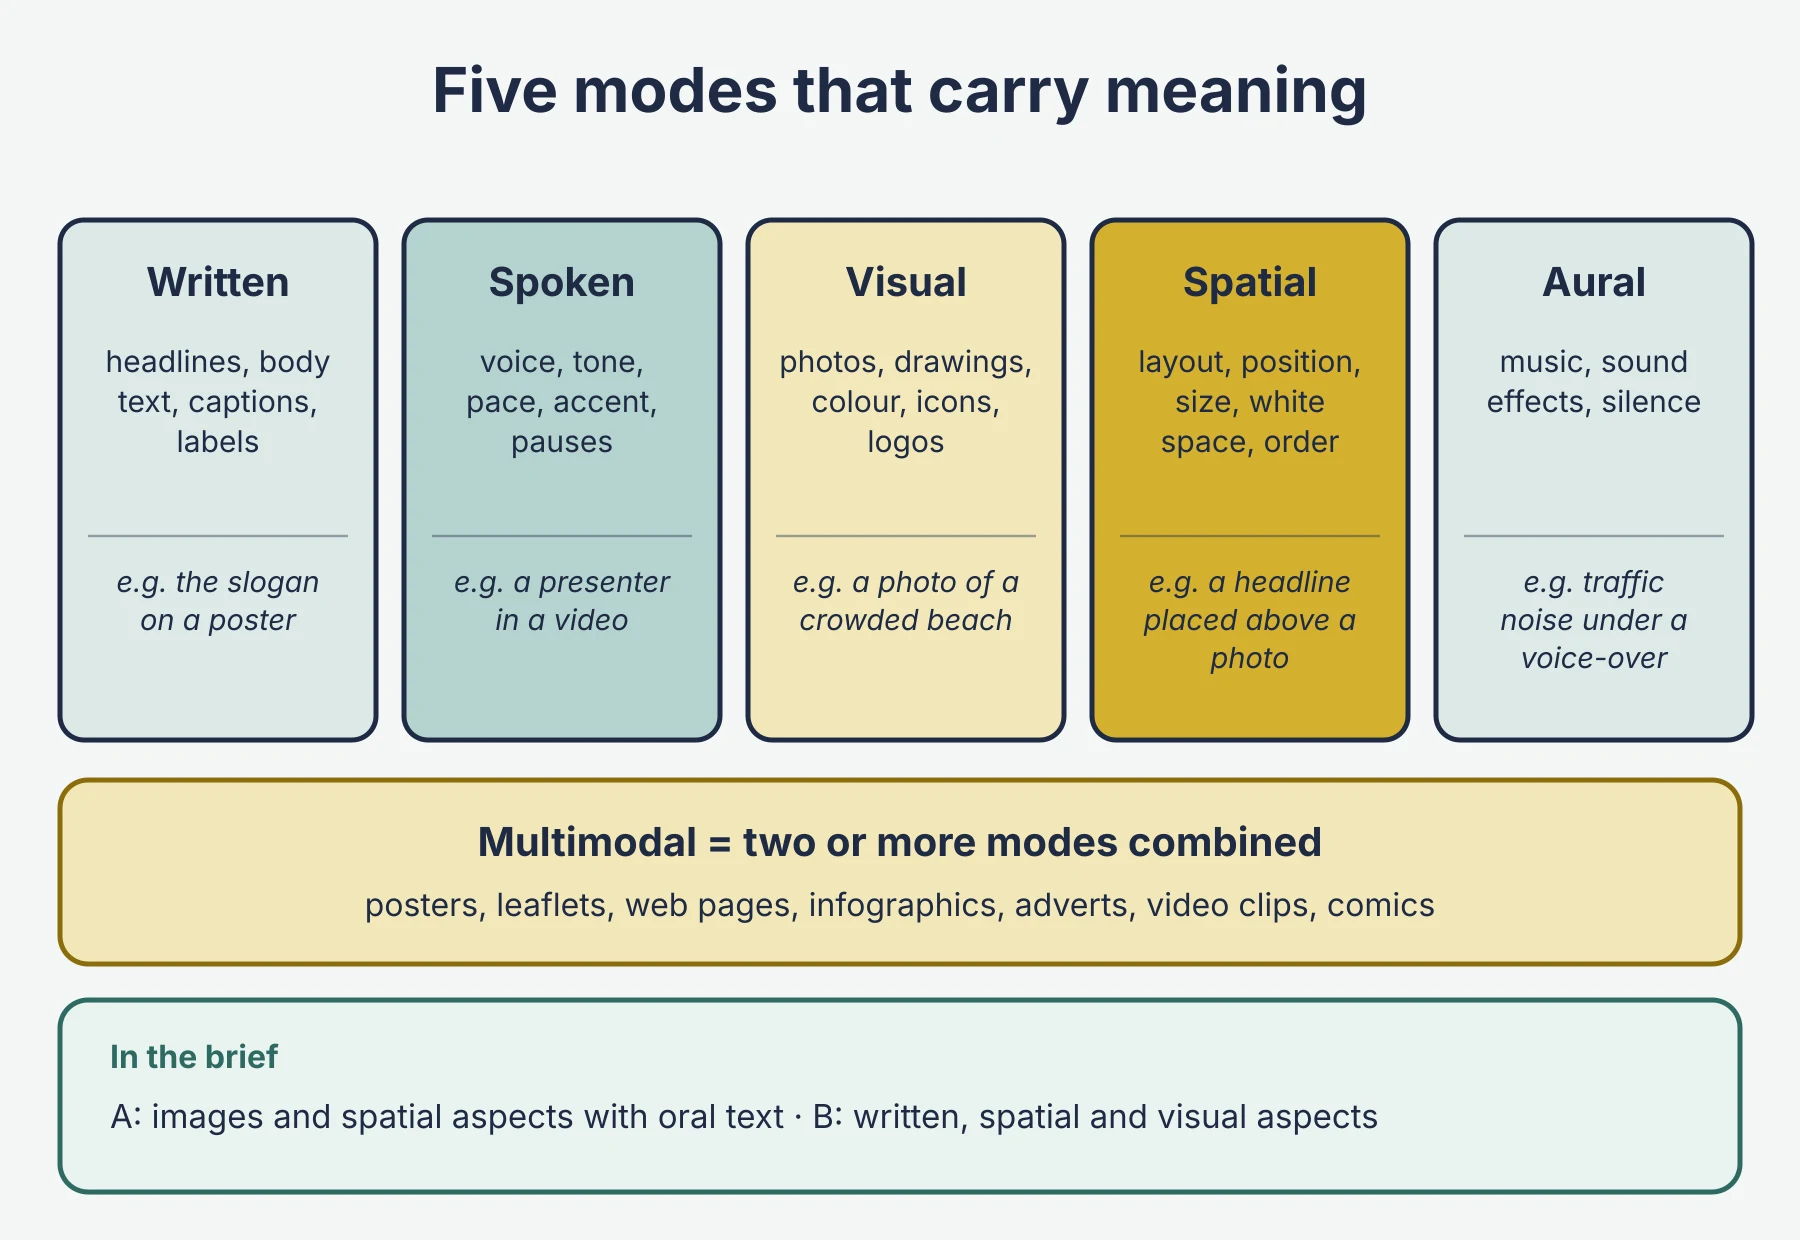 Five modes that carry meaning
Written
headlines, body
text, captions,
labels
e.g. the slogan
on a poster
Spoken
voice, tone,
pace, accent,
pauses
e.g. a presenter
in a video
Visual
photos, drawings,
colour, icons,
logos
e.g. a photo of a
crowded beach
Spatial
layout, position,
size, white
space, order
e.g. a headline
placed above a
photo
Aural
music, sound
effects, silence
e.g. traffic
noise under a
voice-over
Multimodal = two or more modes combined
posters, leaflets, web pages, infographics, adverts, video clips, comics
In the brief
A: images and spatial aspects with oral text · B: written, spatial and visual aspects